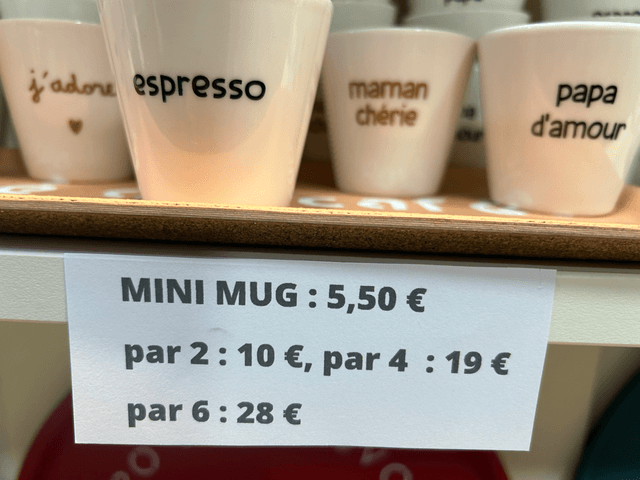 j'adore
espresso
maman
chérie
papa
d'amour
MINI MUG : 5,50 €
par 2 : 10 €, par 4 : 19 €
par 6 : 28 €